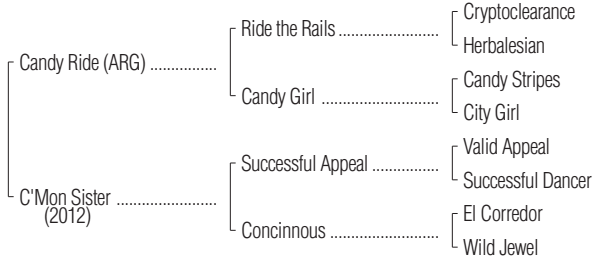 Cryptoclearance
Ride the Rails
Herbalesian
Candy Ride (ARG)
Candy Stripes
Candy Girl
City Girl
Valid Appeal
Successful Appeal
Successful Dancer
C'Mon Sister
(2012)
El Corredor
Concinnous
Wild Jewel